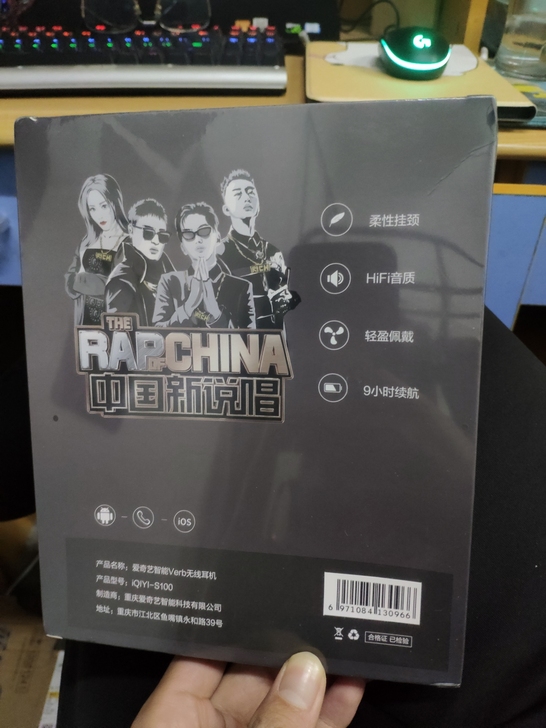 柔性挂颈
HiFi音质
轻盈佩戴
9小时续航
THE
RAP OF CHINA
中国新说唱
iOS
产品名称：爱奇艺智能Verb无线耳机
产品型号：iQIYI-S100
制造商：重庆爱奇艺智能科技有限公司
地址：重庆市江北区鱼嘴镇永和路39号
6 971084 130966
合格证 已检验